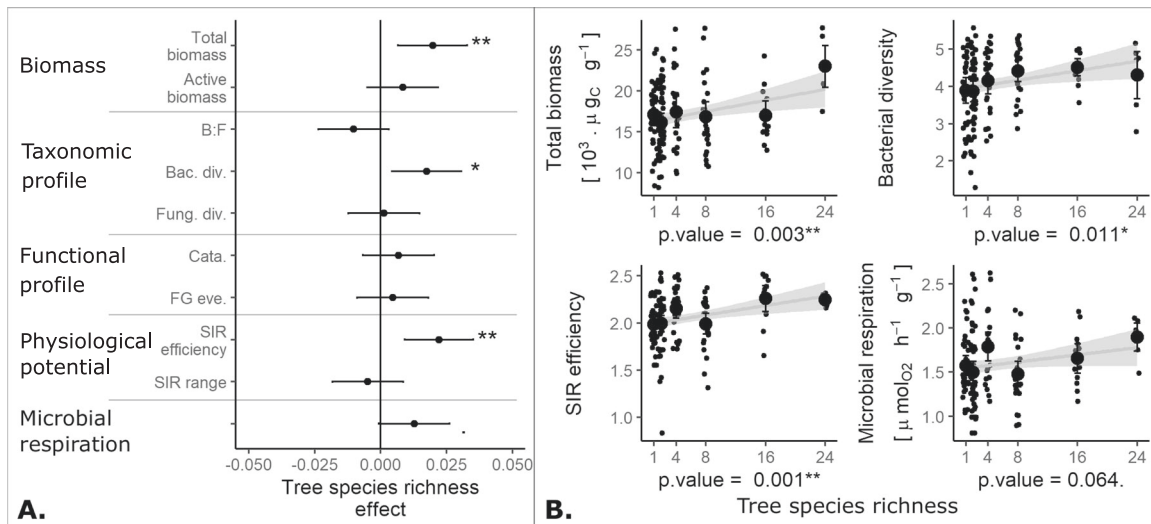 Biomass
Total
biomass
**
Active
biomass
Taxonomic
profile
B:F
Bac. div.
*
Fung. div.
Functional
profile
Cata.
FG eve.
Physiological
potential
SIR
efficiency
**
SIR range
Microbial
respiration
.
-0.050 -0.025 0.000 0.025 0.050
Tree species richness
effect
A.
Total biomass
[ 10³ . μ g_C g⁻¹ ]
25
20
15
10
1 4 8 16 24
p.value = 0.003**
Bacterial diversity
5
4
3
2
1 4 8 16 24
p.value = 0.011*
SIR efficiency
2.5
2.0
1.5
1.0
1 4 8 16 24
p.value = 0.001**
Microbial respiration
[ μ mol_O2 h⁻¹ g⁻¹ ]
2.5
2.0
1.5
1.0
1 4 8 16 24
p.value = 0.064.
Tree species richness
B.